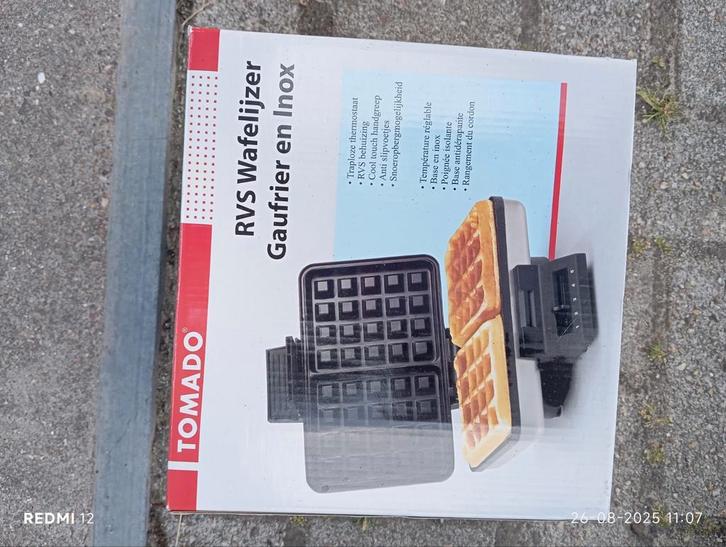 TOMADO®
RVS Wafelijzer
Gaufrier en Inox
• Traploze thermostaat
• RVS behuizing
• Cool touch handgreep
• Anti slipvoetjes
• Snoeropbergmogelijkheid
• Température réglable
• Base en inox
• Poignée isolante
• Base antidérapante
• Rangement du cordon
REDMI 12
26-08-2025 11:07